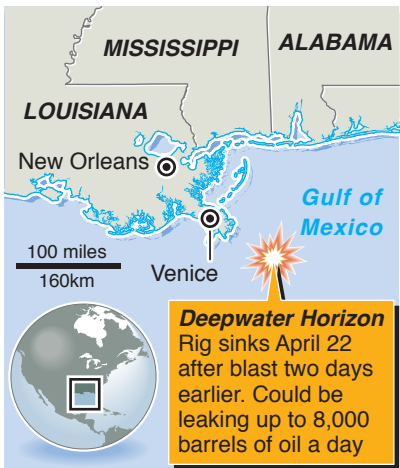 MISSISSIPPI
ALABAMA
LOUISIANA
New Orleans
Gulf of
Mexico
100 miles
160km
Venice
Deepwater Horizon
Rig sinks April 22
after blast two days
earlier. Could be
leaking up to 8,000
barrels of oil a day